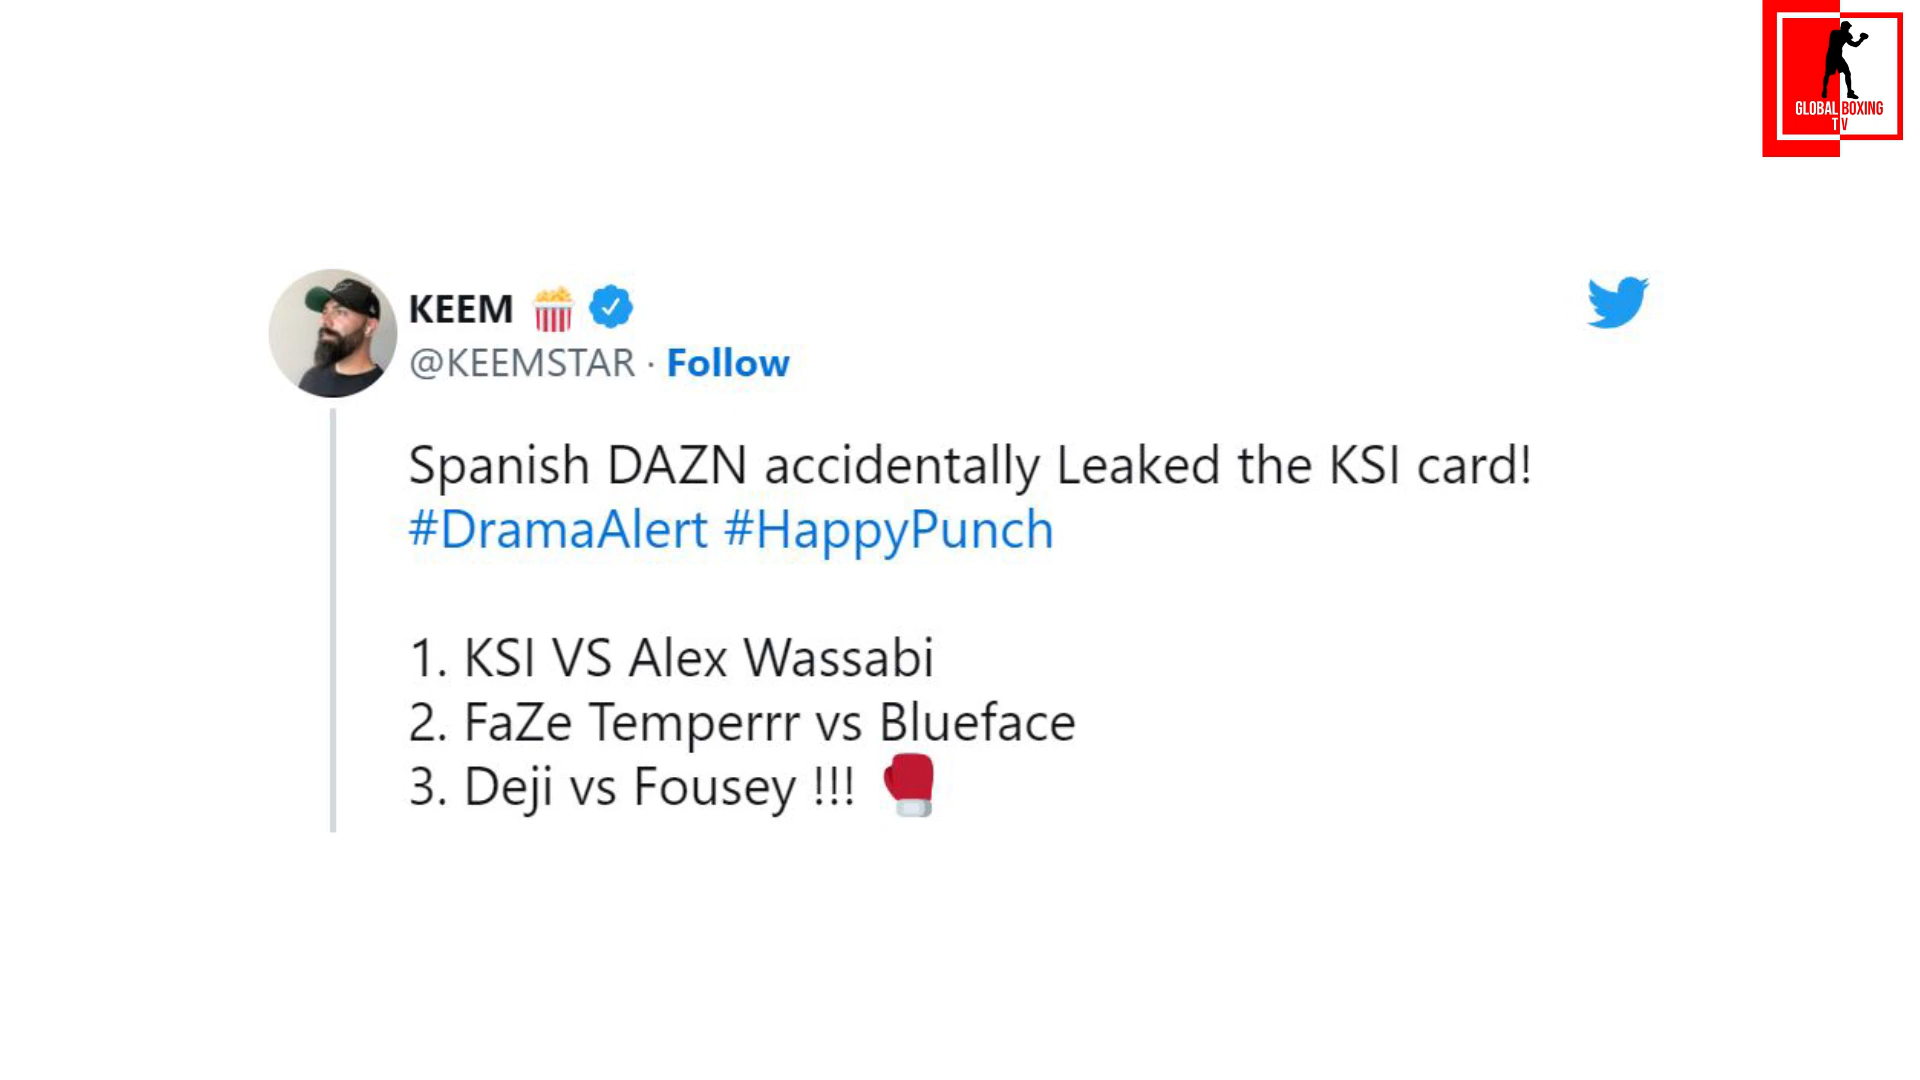 GLOBAL BOXING
TV
KEEM 🍿
@KEEMSTAR · Follow
Spanish DAZN accidentally Leaked the KSI card!
#DramaAlert #HappyPunch
1. KSI VS Alex Wassabi
2. FaZe Temperrr vs Blueface
3. Deji vs Fousey !!! 🥊